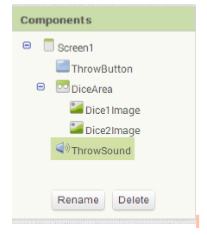 Components
Screen1
ThrowButton
DiceArea
Dice1Image
Dice2Image
ThrowSound
Rename Delete